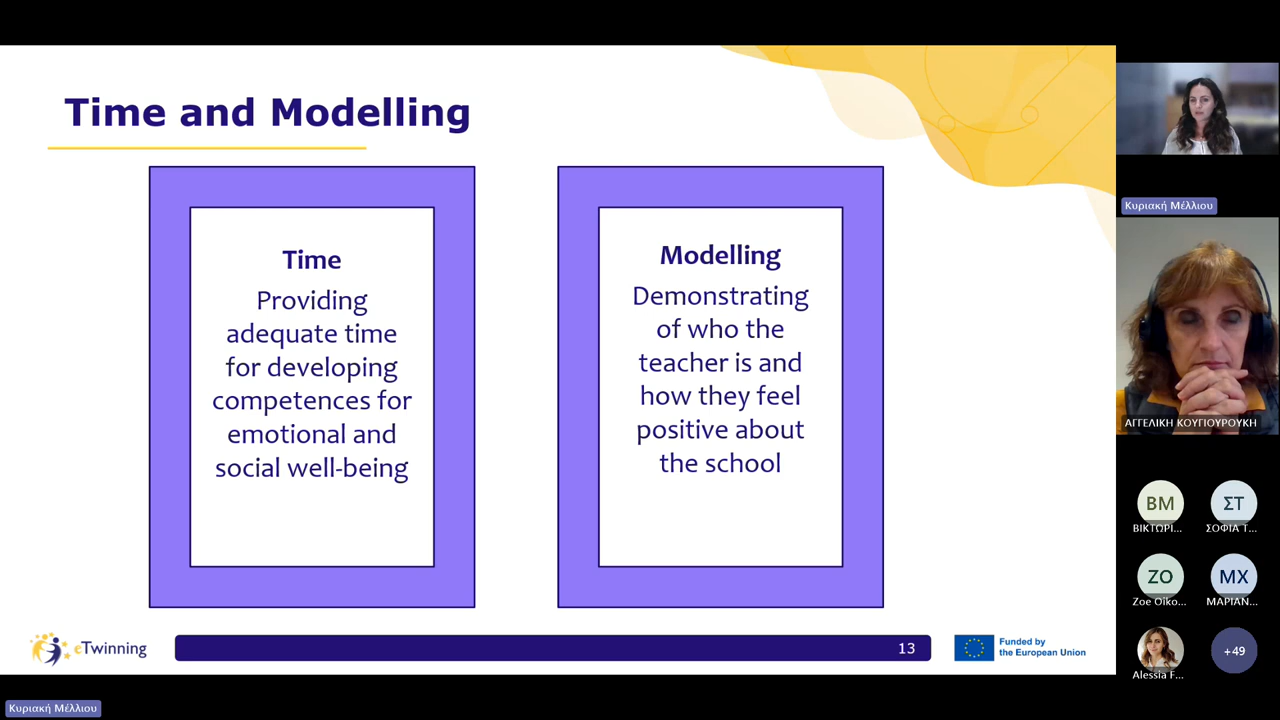 Time and Modelling
Time
Providing
adequate time
for developing
competences for
emotional and
social well-being
Modelling
Demonstrating
of who the
teacher is and
how they feel
positive about
the school
eTwinning
13
Funded by
the European Union
Κυριακή Μέλλιου
ΑΓΓΕΛΙΚΗ ΚΟΥΓΙΟΥΡΟΥΚΗ
ΒΜ
ΒΙΚΤΩΡΙ...
ΣΤ
ΣΟΦΙΑ Τ...
ZO
Zoe Oiko...
ΜΧ
ΜΑΡΙΑΝ...
Alessia F...
+49
Κυριακή Μέλλιου